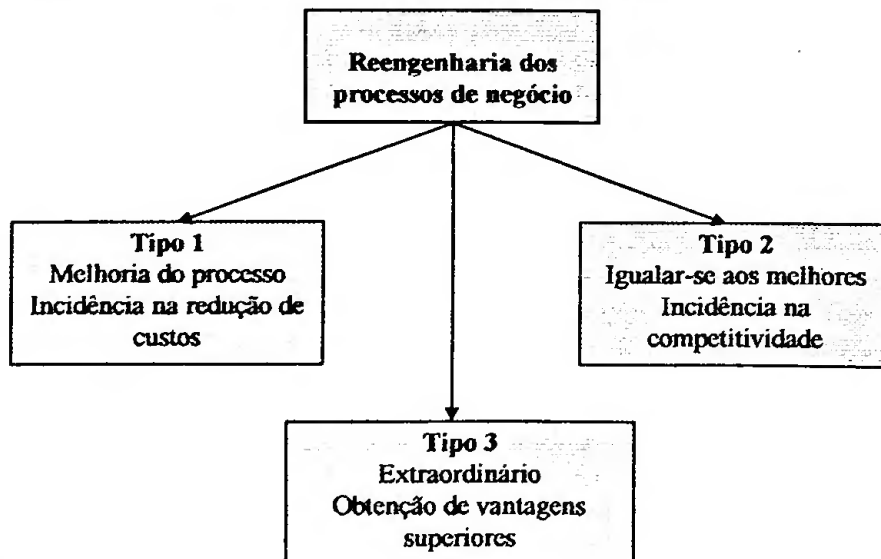 Reengenharia dos
processos de negócio
Tipo 1
Melhoria do processo
Incidência na redução de
custos
Tipo 2
Igualar-se aos melhores
Incidência na
competitividade
Tipo 3
Extraordinário
Obtenção de vantagens
superiores